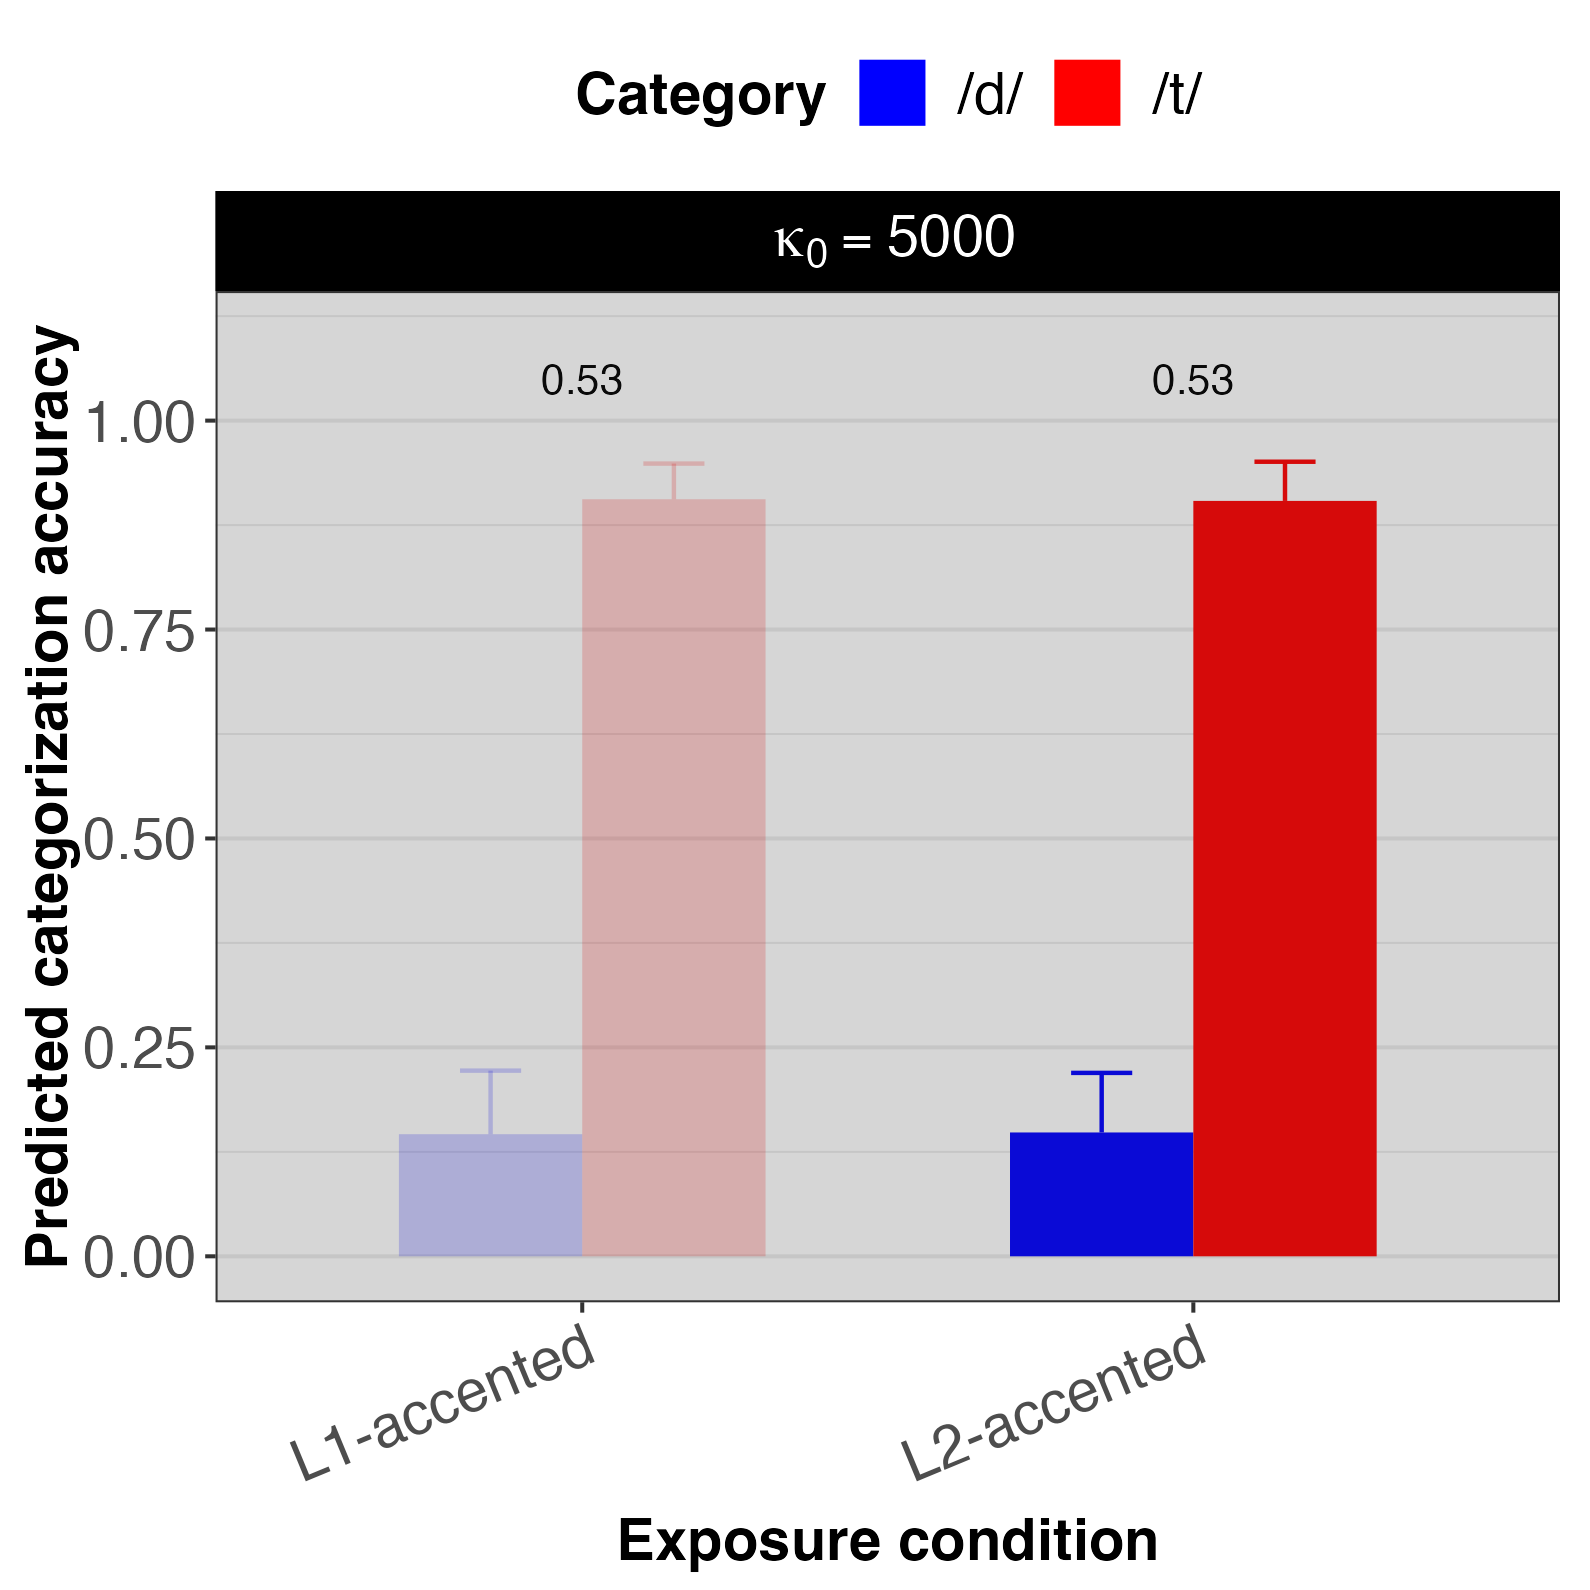 Category /d/ /t/
κ0 = 5000
0.53 0.53
Predicted categorization accuracy
1.00
0.75
0.50
0.25
0.00
L1-accented L2-accented
Exposure condition